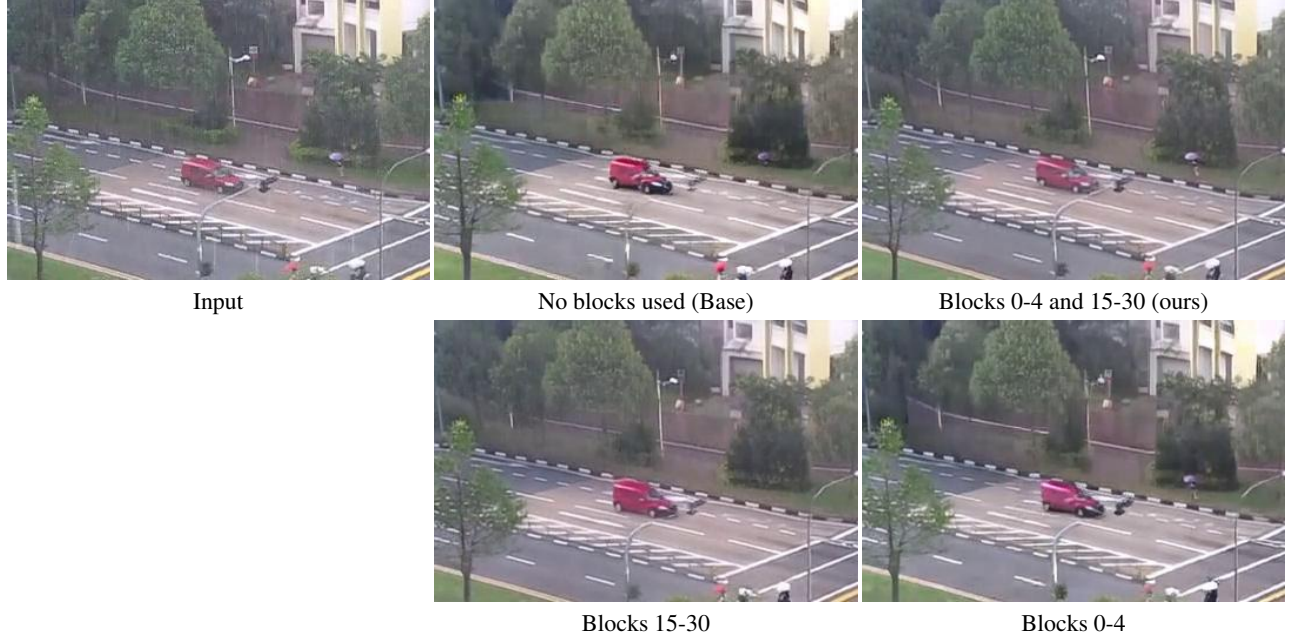 Input
No blocks used (Base)
Blocks 0-4 and 15-30 (ours)
Blocks 15-30
Blocks 0-4